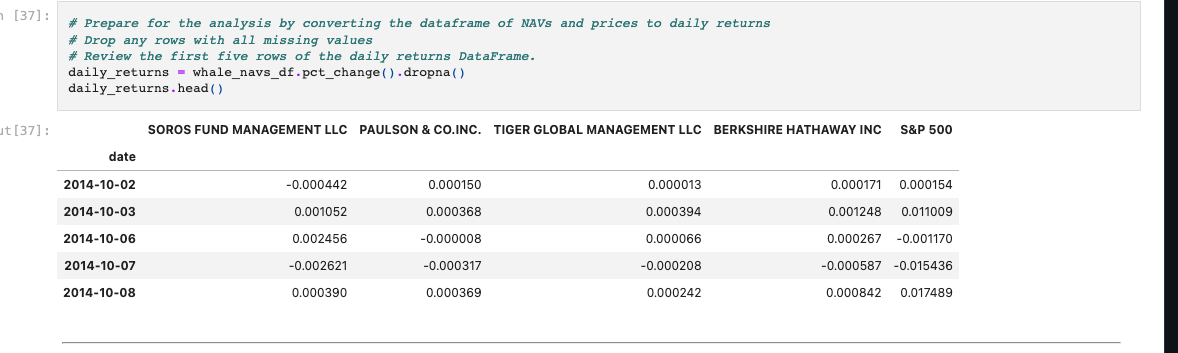 n [37]:
# Prepare for the analysis by converting the dataframe of NAVs and prices to daily returns
# Drop any rows with all missing values
# Review the first five rows of the daily returns DataFrame.
daily_returns = whale_navs_df.pct_change().dropna()
daily_returns.head()
ut[37]:
SOROS FUND MANAGEMENT LLC PAULSON & CO.INC. TIGER GLOBAL MANAGEMENT LLC BERKSHIRE HATHAWAY INC S&P 500
date
2014-10-02 -0.000442 0.000150 0.000013 0.000171 0.000154
2014-10-03 0.001052 0.000368 0.000394 0.001248 0.011009
2014-10-06 0.002456 -0.000008 0.000066 0.000267 -0.001170
2014-10-07 -0.002621 -0.000317 -0.000208 -0.000587 -0.015436
2014-10-08 0.000390 0.000369 0.000242 0.000842 0.017489